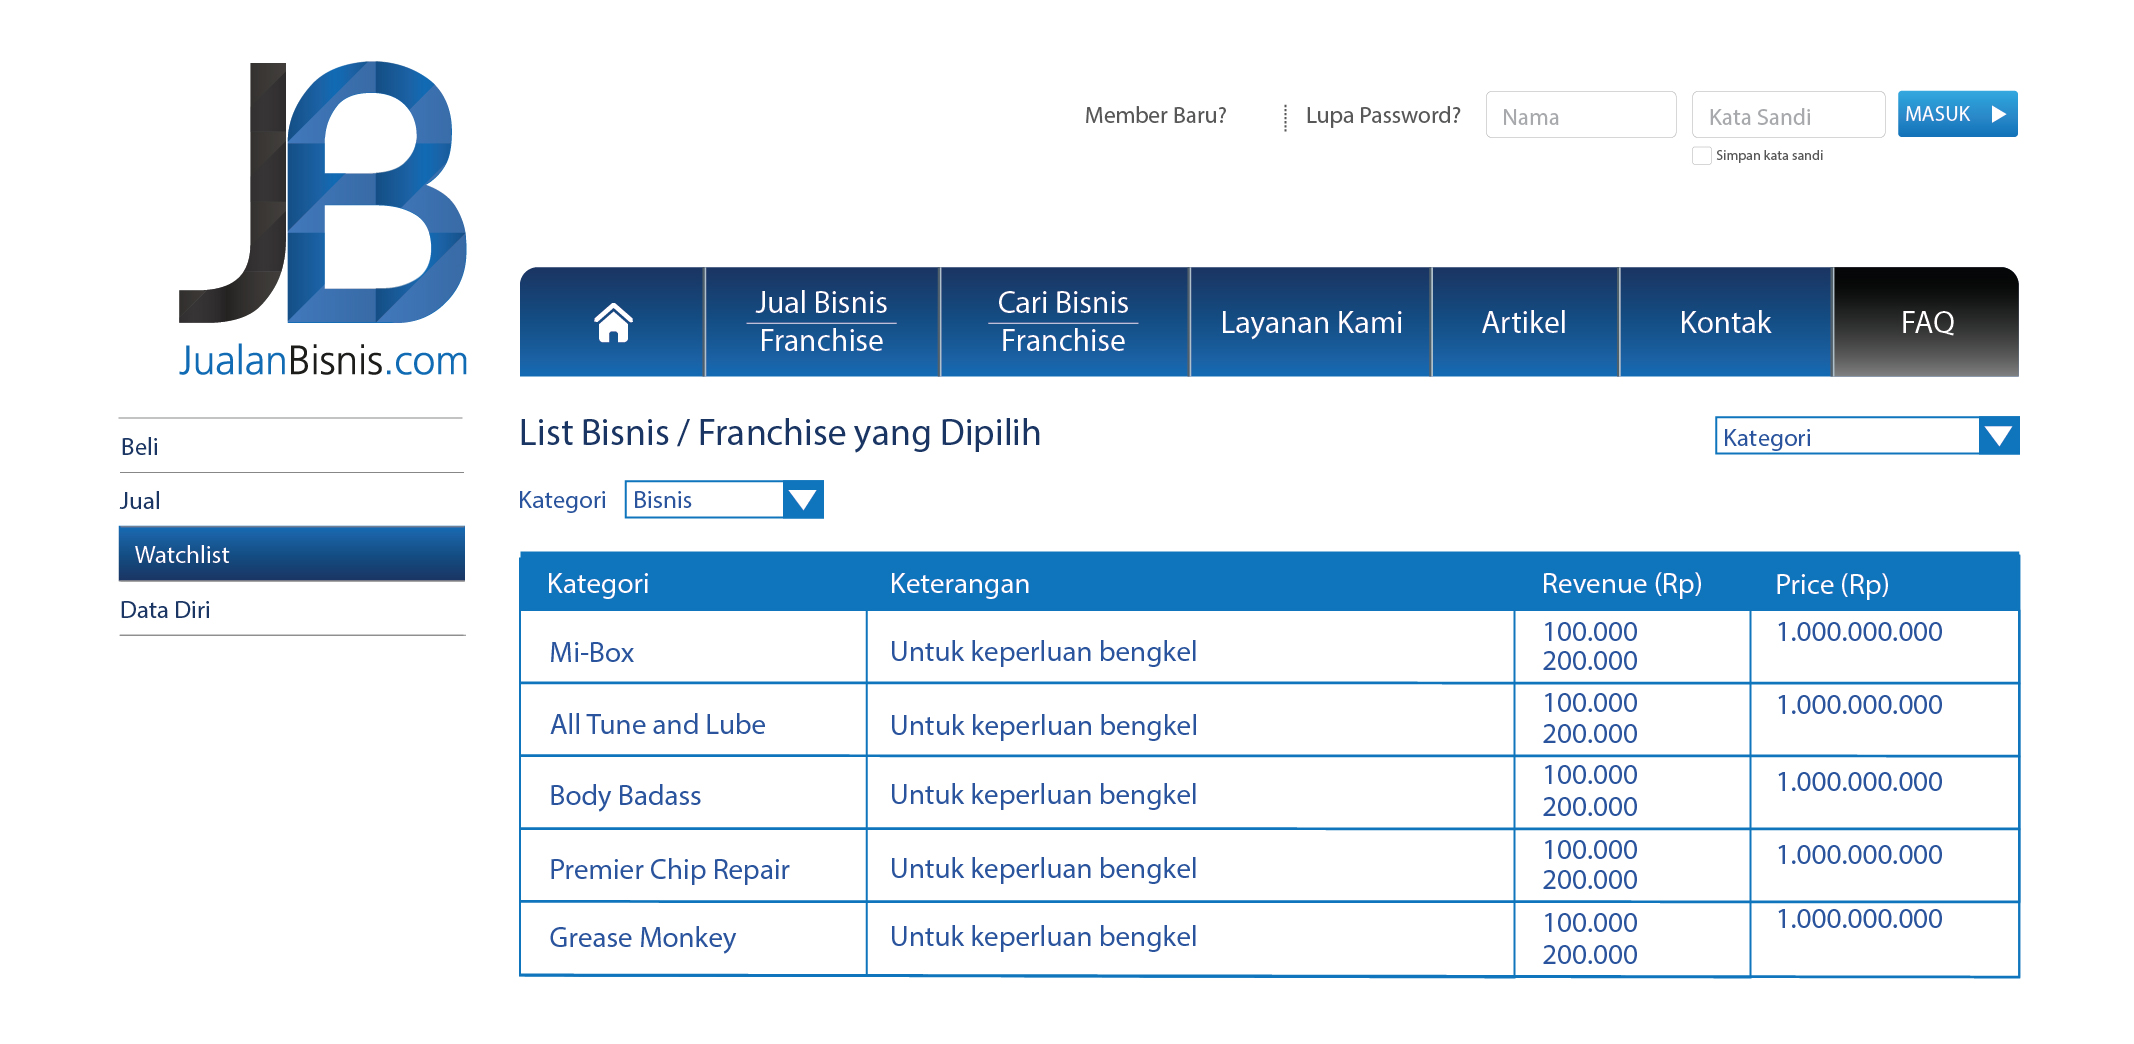 JB
JualanBisnis.com
Member Baru?
Lupa Password?
Nama
Kata Sandi
MASUK
Simpan kata sandi
Jual Bisnis
Franchise
Cari Bisnis
Franchise
Layanan Kami
Artikel
Kontak
FAQ
Beli
Jual
Watchlist
Data Diri
List Bisnis / Franchise yang Dipilih
Kategori
Kategori Bisnis
Kategori Keterangan Revenue (Rp) Price (Rp)
Mi-Box Untuk keperluan bengkel 100.000 1.000.000.000
200.000
All Tune and Lube Untuk keperluan bengkel 100.000 1.000.000.000
200.000
Body Badass Untuk keperluan bengkel 100.000 1.000.000.000
200.000
Premier Chip Repair Untuk keperluan bengkel 100.000 1.000.000.000
200.000
Grease Monkey Untuk keperluan bengkel 100.000 1.000.000.000
200.000